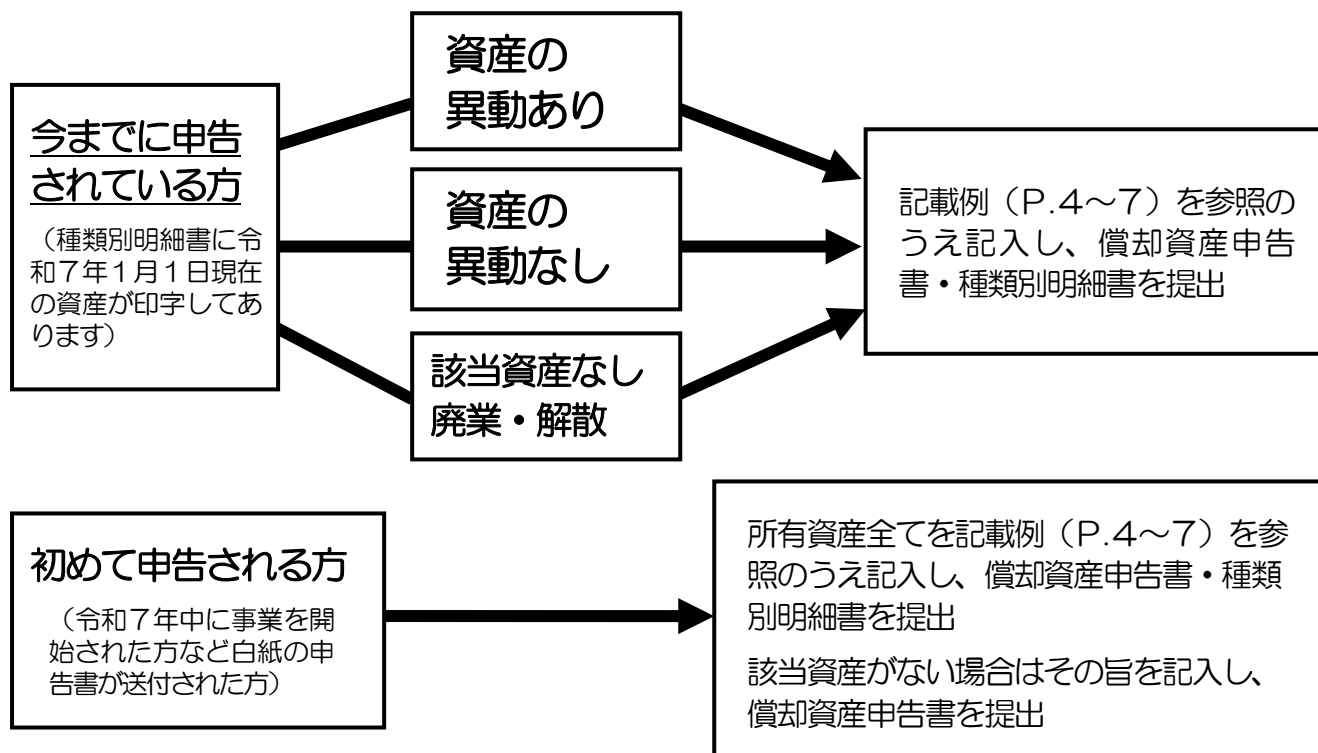 資産の
異動あり
今までに申告
されている方
（種類別明細書に令
和７年１月１日現在
の資産が印字してあ
ります）
資産の
異動なし
該当資産なし
廃業・解散
記載例（Ｐ.４～７）を参照の
うえ記入し、償却資産申告
書・種類別明細書を提出
初めて申告される方
（令和７年中に事業を開
始された方など白紙の申
告書が送付された方）
所有資産全てを記載例（Ｐ.４～７）を参
照のうえ記入し、償却資産申告書・種類
別明細書を提出
該当資産がない場合はその旨を記入し、
償却資産申告書を提出